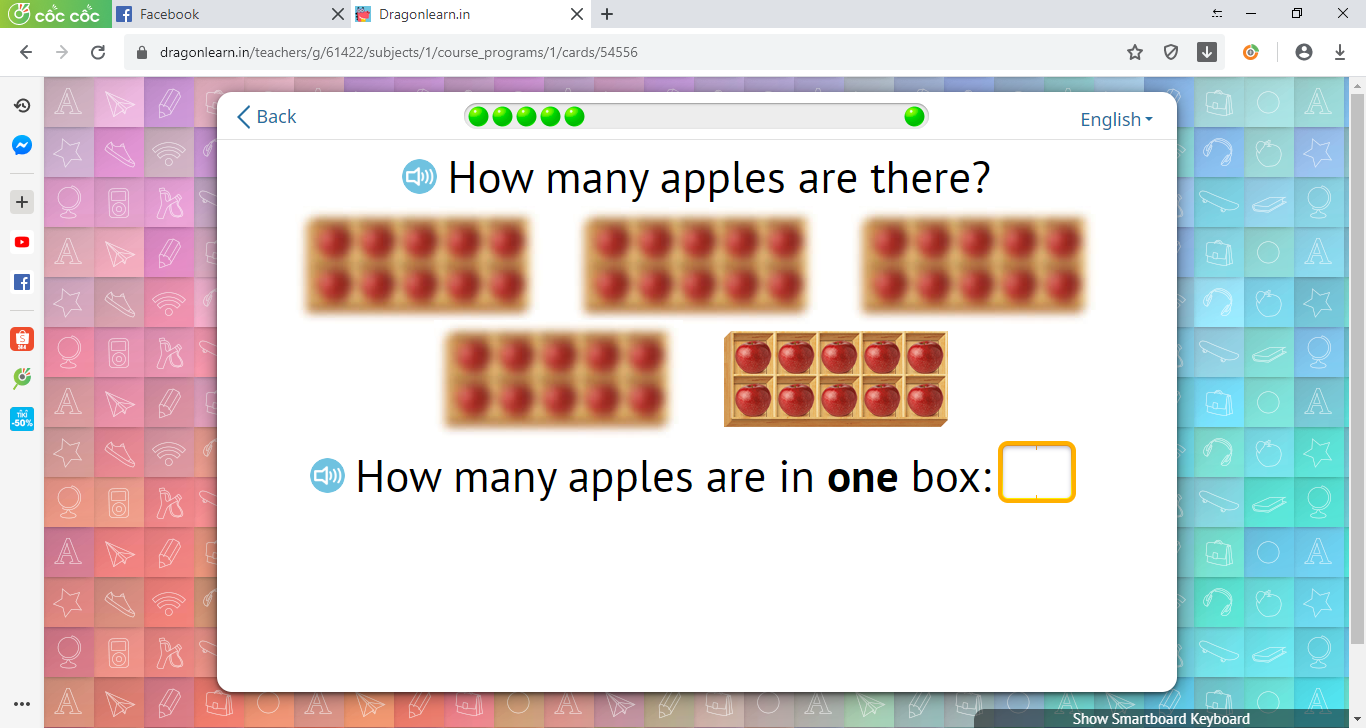 cốc cốc Facebook Dragonlearn.in
dragonlearn.in/teachers/g/61422/subjects/1/course_programs/1/cards/54556
Back English
How many apples are there?
How many apples are in one box:
TIKI
-50%
Show Smartboard Keyboard